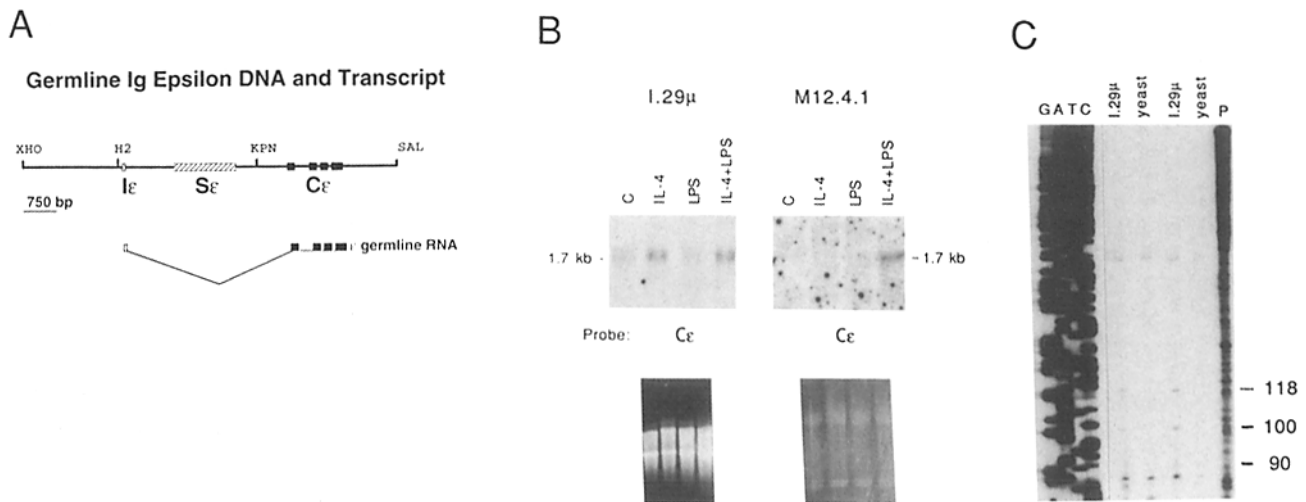 A
Germline Ig Epsilon DNA and Transcript
XHO H2 KPN SAL
Iε Sε Cε
750 bp
germline RNA
B
I.29μ M12.4.1
C IL-4 LPS IL-4+LPS C IL-4 LPS IL-4+LPS
1.7 kb - -1.7 kb
Probe: Cε Cε
C
G A T C I.29μ yeast I.29μ yeast P
— 118
— 100
— 90